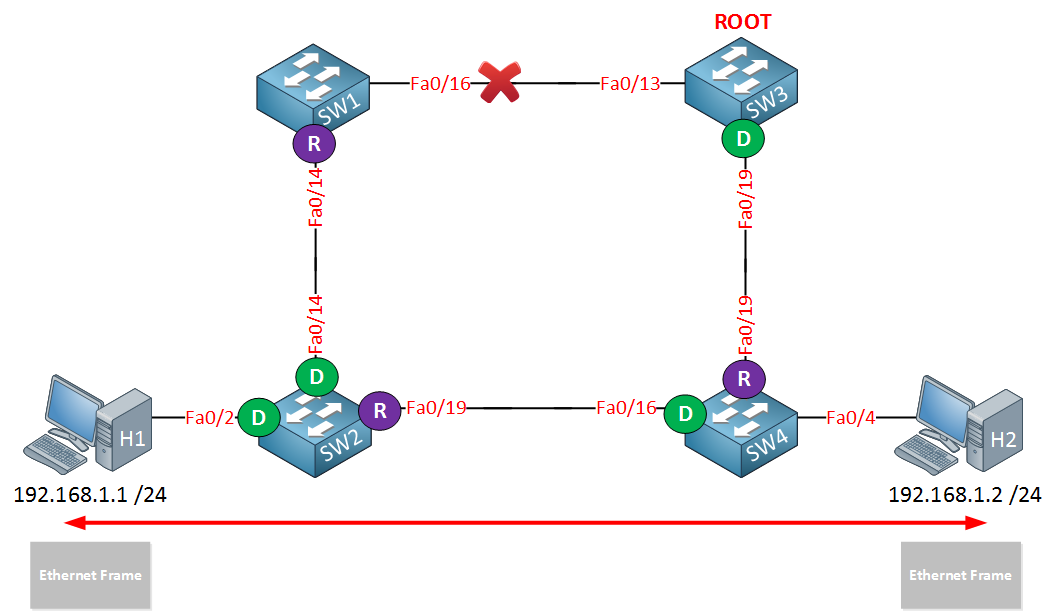 ROOT
Fa0/16
Fa0/13
SW1
SW3
R
D
Fa0/14
Fa0/19
Fa0/14
Fa0/19
D
R
D
R
Fa0/19
Fa0/16
D
Fa0/2
Fa0/4
H1
SW2
SW4
H2
192.168.1.1 /24
192.168.1.2 /24
Ethernet Frame
Ethernet Frame